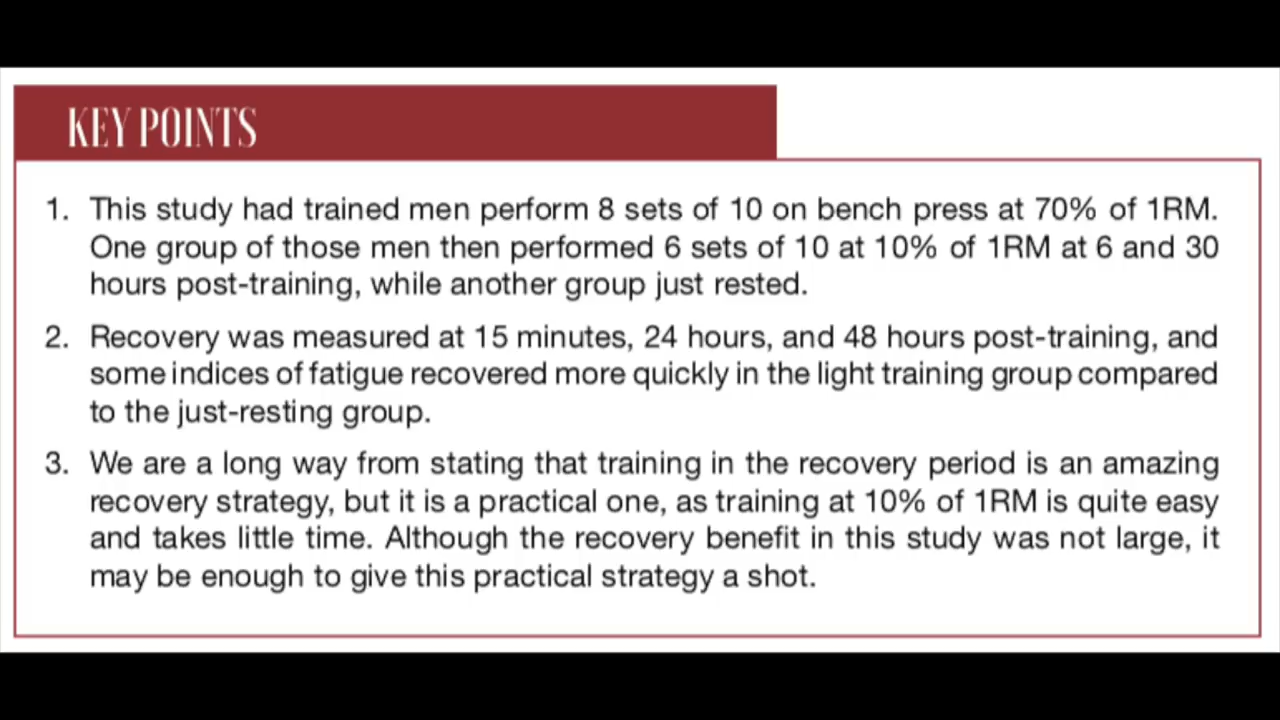 KEY POINTS
1. This study had trained men perform 8 sets of 10 on bench press at 70% of 1RM.
One group of those men then performed 6 sets of 10 at 10% of 1RM at 6 and 30
hours post-training, while another group just rested.
2. Recovery was measured at 15 minutes, 24 hours, and 48 hours post-training, and
some indices of fatigue recovered more quickly in the light training group compared
to the just-resting group.
3. We are a long way from stating that training in the recovery period is an amazing
recovery strategy, but it is a practical one, as training at 10% of 1RM is quite easy
and takes little time. Although the recovery benefit in this study was not large, it
may be enough to give this practical strategy a shot.